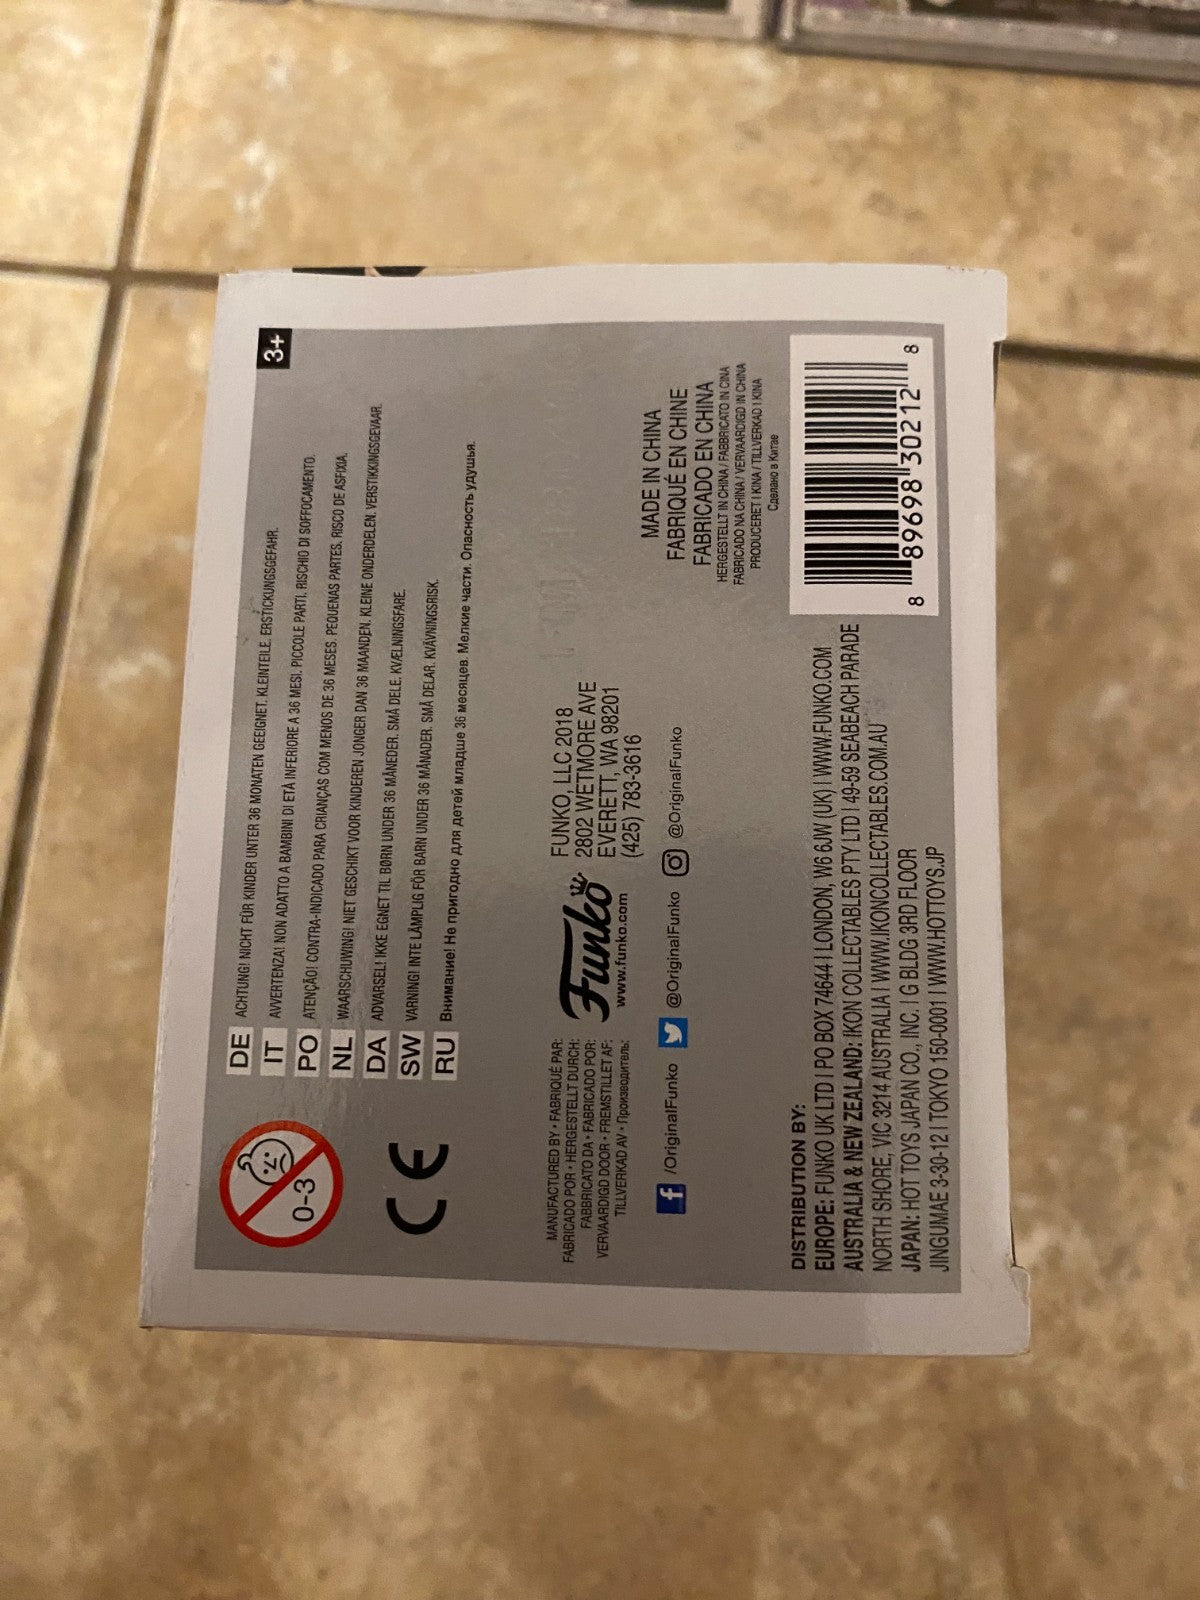 3+
0-3
DE ACHTUNG! NICHT FÜR KINDER UNTER 36 MONATEN GEEIGNET. KLEINTEILE. ERSTICKUNGSGEFAHR.
IT AVVERTENZA! NON ADATTO A BAMBINI DI ETÀ INFERIORE A 36 MESI. PICCOLE PARTI. RISCHIO DI SOFFOCAMENTO.
PO ATENÇÃO! CONTRA-INDICADO PARA CRIANÇAS COM MENOS DE 36 MESES. PEQUENAS PARTES. RISCO DE ASFIXIA.
NL WAARSCHUWING! NIET GESCHIKT VOOR KINDEREN JONGER DAN 36 MAANDEN. KLEINE ONDERDELEN. VERSTIKKINGSGEVAAR.
DA ADVARSEL! IKKE EGNET TIL BØRN UNDER 36 MÅNEDER. SMÅ DELE. KVÆLNINGSFARE.
SW VARNING! INTE LÄMPLIG FÖR BARN UNDER 36 MÅNADER. SMÅ DELAR. KVÄVNINGSRISK.
RU Внимание! Не пригодно для детей младше 36 месяцев. Мелкие части. Опасность удушья.
CE
MANUFACTURED BY • FABRIQUÉ PAR:
FABRICADO POR • HERGESTELLT DURCH:
FABBRICATO DA • FABRICADO POR:
VERVAARDIGD DOOR • FREMSTILLET AF:
TILLVERKAD AV • Производитель:
Funko
www.funko.com
FUNKO, LLC 2018
2802 WETMORE AVE
EVERETT, WA 98201
(425) 783-3616
f /OriginalFunko @OriginalFunko @OriginalFunko
MADE IN CHINA
FABRIQUÉ EN CHINE
FABRICADO EN CHINA
HERGESTELLT IN CHINA / FABBRICATO IN CINA
FABRICADO NA CHINA / VERVAARDIGD IN CHINA
PRODUCERET I KINA / TILLVERKAD I KINA
Сделано в Китае
DISTRIBUTION BY:
EUROPE: FUNKO UK LTD I PO BOX 74644 I LONDON, W6 6JW (UK) I WWW.FUNKO.COM
AUSTRALIA & NEW ZEALAND: IKON COLLECTABLES PTY LTD I 49-59 SEABEACH PARADE
NORTH SHORE, VIC 3214 AUSTRALIA I WWW.IKONCOLLECTABLES.COM.AU
JAPAN: HOT TOYS JAPAN CO., INC. I G BLDG 3RD FLOOR
JINGUMAE 3-30-12 I TOKYO 150-0001 I WWW.HOTTOYS.JP
8 89698 30212 8